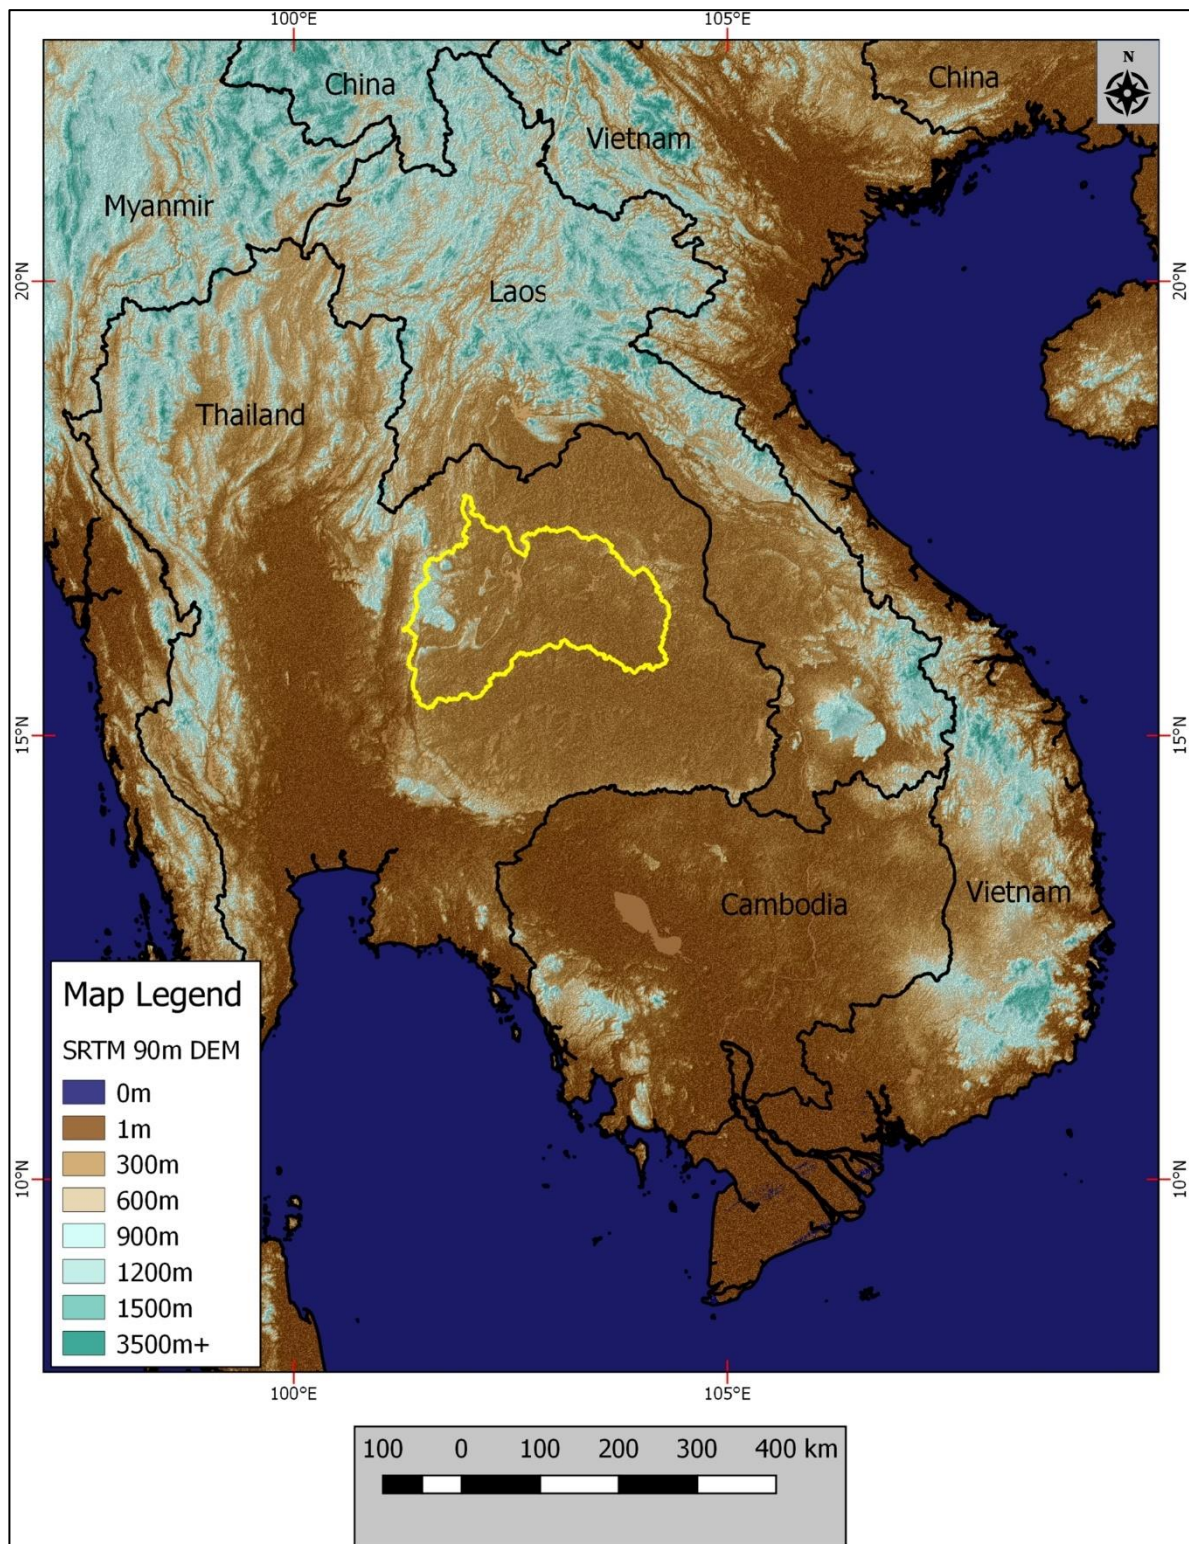 100°E
105°E
N
China
China
Vietnam
Myanmir
20°N
20°N
Laos
Thailand
15°N
15°N
Cambodia
Vietnam
Map Legend
SRTM 90m DEM
0m
1m
300m
600m
900m
1200m
1500m
3500m+
10°N
10°N
100°E
105°E
100 0 100 200 300 400 km